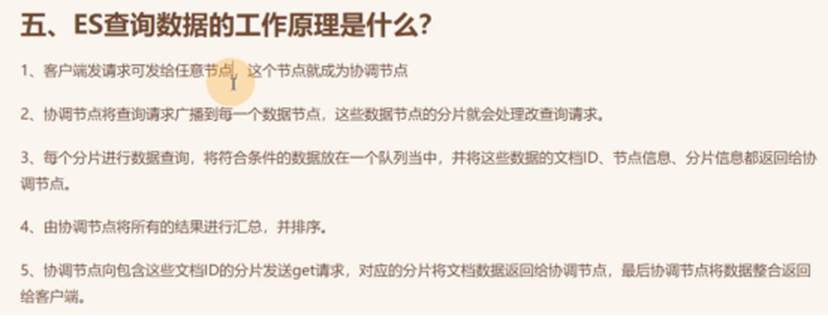 五、ES查询数据的工作原理是什么?
1、客户端发请求可发给任意节点，这个节点就成为协调节点
2、协调节点将查询请求广播到每一个数据节点，这些数据节点的分片就会处理改查询请求。
3、每个分片进行数据查询，将符合条件的数据放在一个队列当中，并将这些数据的文档ID、节点信息、分片信息都返回给协
调节点。
4、由协调节点将所有的结果进行汇总，并排序。
5、协调节点向包含这些文档ID的分片发送get请求，对应的分片将文档数据返回给协调节点，最后协调节点将数据整合返回
给客户端。